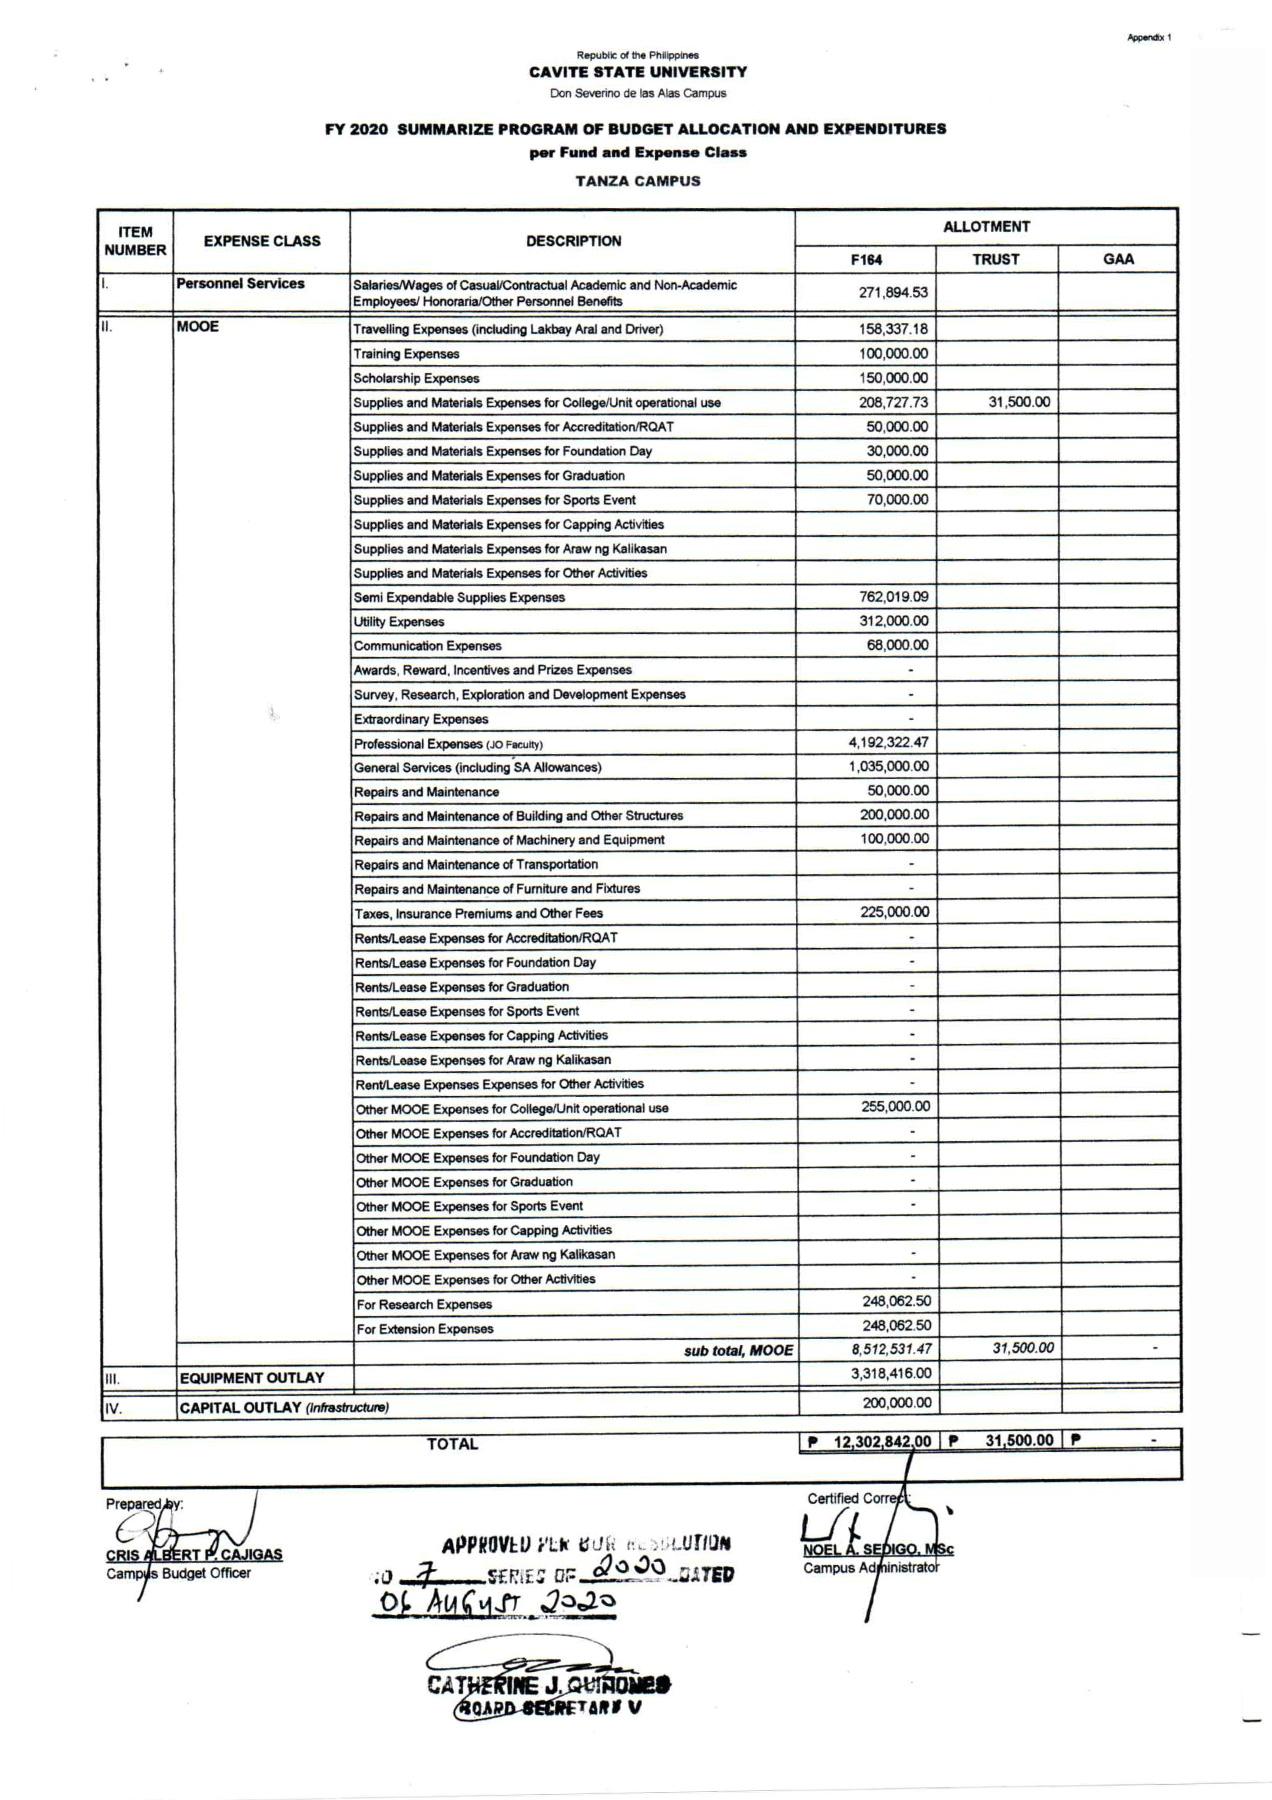 Appendix 1
Republic of the Philippines
CAVITE STATE UNIVERSITY
Don Severino de las Alas Campus
FY 2020 SUMMARIZE PROGRAM OF BUDGET ALLOCATION AND EXPENDITURES
per Fund and Expense Class
TANZA CAMPUS
ITEM NUMBER EXPENSE CLASS DESCRIPTION ALLOTMENT
F164 TRUST GAA
I. Personnel Services Salaries/Wages of Casual/Contractual Academic and Non-Academic
Employees/ Honoraria/Other Personnel Benefits 271,894.53
II. MOOE Travelling Expenses (including Lakbay Aral and Driver) 158,337.18
Training Expenses 100,000.00
Scholarship Expenses 150,000.00
Supplies and Materials Expenses for College/Unit operational use 208,727.73 31,500.00
Supplies and Materials Expenses for Accreditation/RQAT 50,000.00
Supplies and Materials Expenses for Foundation Day 30,000.00
Supplies and Materials Expenses for Graduation 50,000.00
Supplies and Materials Expenses for Sports Event 70,000.00
Supplies and Materials Expenses for Capping Activities
Supplies and Materials Expenses for Araw ng Kalikasan
Supplies and Materials Expenses for Other Activities
Semi Expendable Supplies Expenses 762,019.09
Utility Expenses 312,000.00
Communication Expenses 68,000.00
Awards, Reward, Incentives and Prizes Expenses -
Survey, Research, Exploration and Development Expenses -
Extraordinary Expenses -
Professional Expenses (JO Faculty) 4,192,322.47
General Services (including SA Allowances) 1,035,000.00
Repairs and Maintenance 50,000.00
Repairs and Maintenance of Building and Other Structures 200,000.00
Repairs and Maintenance of Machinery and Equipment 100,000.00
Repairs and Maintenance of Transportation -
Repairs and Maintenance of Furniture and Fixtures -
Taxes, Insurance Premiums and Other Fees 225,000.00
Rents/Lease Expenses for Accreditation/RQAT -
Rents/Lease Expenses for Foundation Day -
Rents/Lease Expenses for Graduation -
Rents/Lease Expenses for Sports Event -
Rents/Lease Expenses for Capping Activities -
Rents/Lease Expenses for Araw ng Kalikasan -
Rent/Lease Expenses Expenses for Other Activities -
Other MOOE Expenses for College/Unit operational use 255,000.00
Other MOOE Expenses for Accreditation/RQAT -
Other MOOE Expenses for Foundation Day -
Other MOOE Expenses for Graduation -
Other MOOE Expenses for Sports Event -
Other MOOE Expenses for Capping Activities
Other MOOE Expenses for Araw ng Kalikasan -
Other MOOE Expenses for Other Activities -
For Research Expenses 248,062.50
For Extension Expenses 248,062.50
sub total, MOOE 8,512,531.47 31,500.00 -
III. EQUIPMENT OUTLAY 3,318,416.00
IV. CAPITAL OUTLAY (Infrastructure) 200,000.00
TOTAL ₱ 12,302,842.00 ₱ 31,500.00 ₱ -
Prepared by:
CRIS ALBERT P. CAJIGAS
Campus Budget Officer
Certified Correct:
NOEL A. SEDIGO, MSc
Campus Administrator
APPROVED PER BOR RESOLUTION
NO 7 SERIES OF 2020 DATED
06 AUGUST 2020
CATHERINE J. QUIÑONES
BOARD SECRETARY V